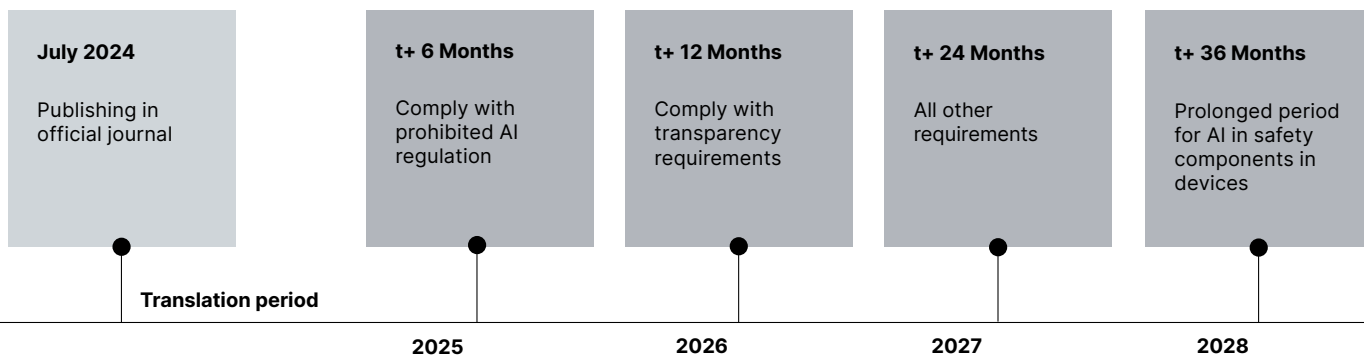 July 2024
Publishing in
official journal
t+ 6 Months
Comply with
prohibited AI
regulation
t+ 12 Months
Comply with
transparency
requirements
t+ 24 Months
All other
requirements
t+ 36 Months
Prolonged period
for AI in safety
components in
devices
Translation period
2025
2026
2027
2028